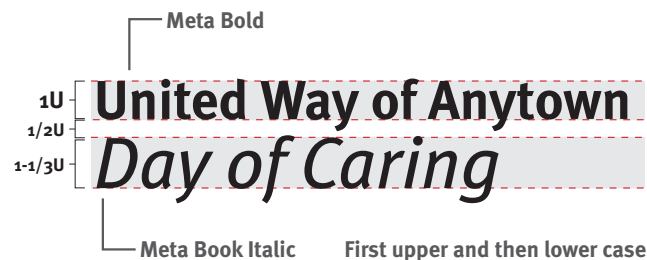 Meta Bold
1U
United Way of Anytown
1/2U
1-1/3U
Day of Caring
Meta Book Italic
First upper and then lower case